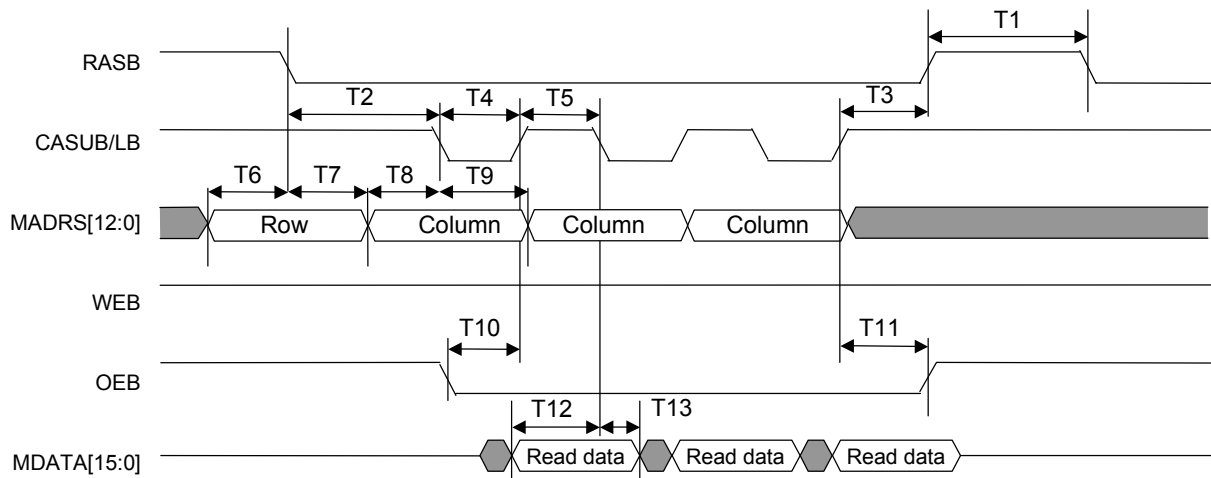 T1
RASB
T2 T4 T5 T3
CASUB/LB
T6 T7 T8 T9
MADRS[12:0] Row Column Column Column
WEB
T10 T11
OEB
T12 T13
MDATA[15:0] Read data Read data Read data